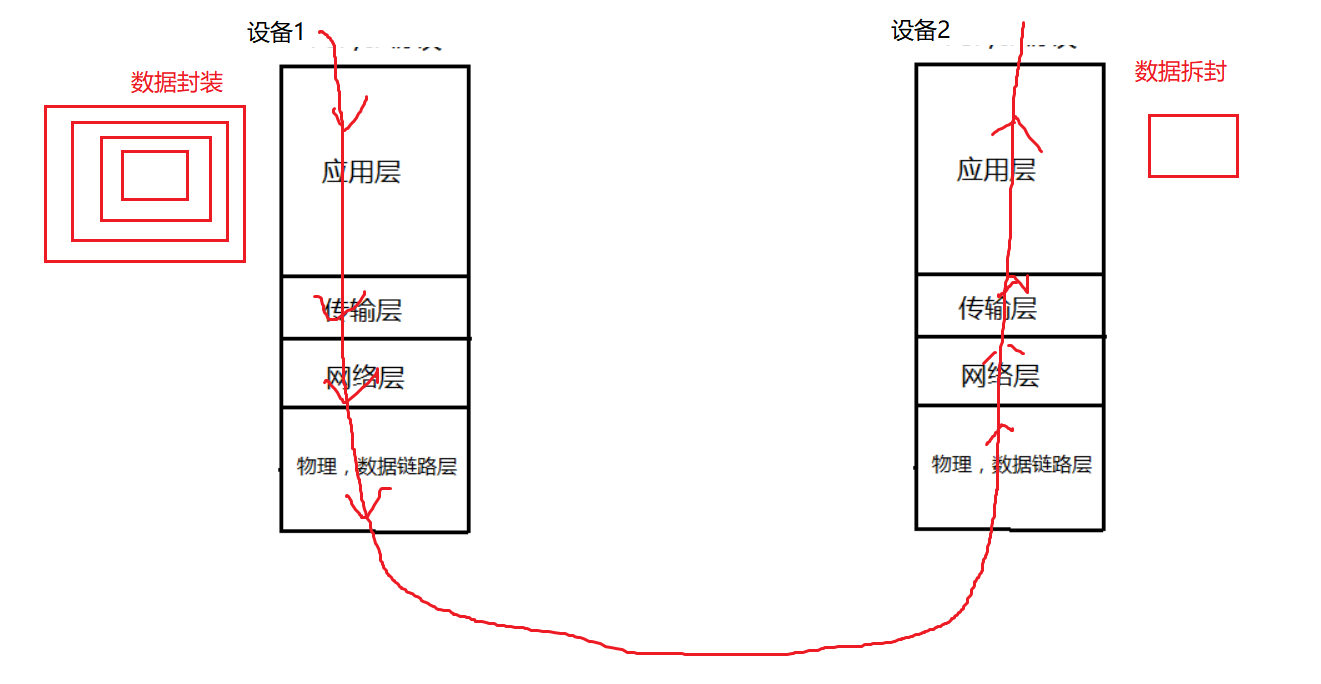 设备1
数据封装
应用层
传输层
网络层
物理，数据链路层
设备2
数据拆封
应用层
传输层
网络层
物理，数据链路层